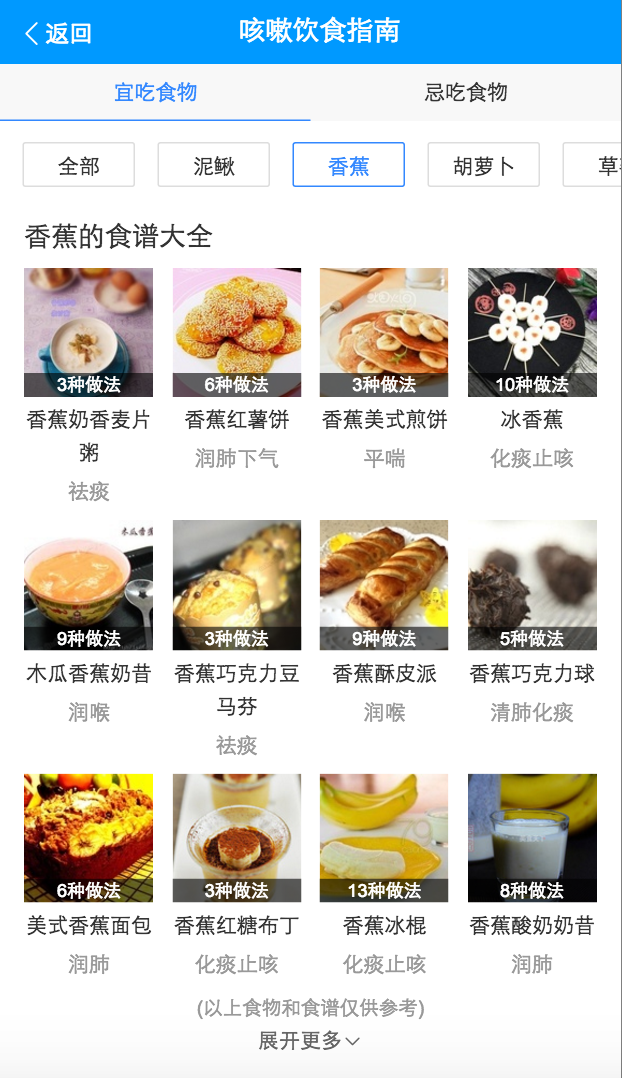 返回
咳嗽饮食指南
宜吃食物
忌吃食物
全部
泥鳅
香蕉
胡萝卜
草
香蕉的食谱大全
3种做法
6种做法
3种做法
10种做法
香蕉奶香麦片
粥
祛痰
香蕉红薯饼
润肺下气
香蕉美式煎饼
平喘
冰香蕉
化痰止咳
木瓜香蕉
9种做法
3种做法
9种做法
5种做法
木瓜香蕉奶昔
润喉
香蕉巧克力豆
马芬
祛痰
香蕉酥皮派
润喉
香蕉巧克力球
清肺化痰
6种做法
3种做法
13种做法
8种做法
美式香蕉面包
润肺
香蕉红糖布丁
化痰止咳
香蕉冰棍
化痰止咳
香蕉酸奶奶昔
润肺
(以上食物和食谱仅供参考)
展开更多